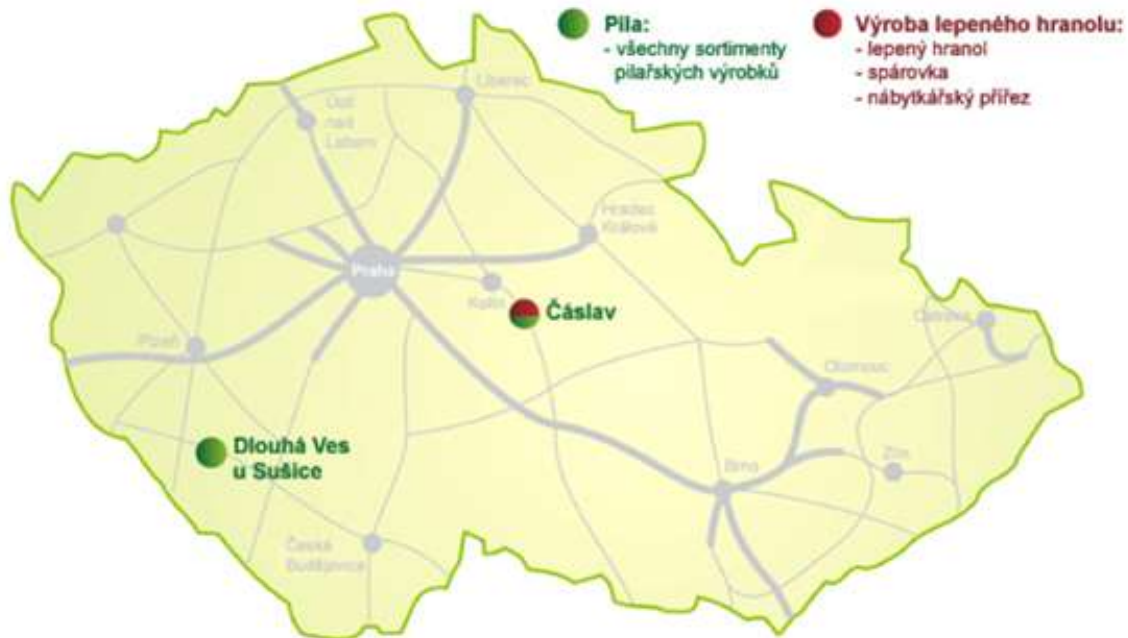 Pila:
- všechny sortimenty
pilařských výrobků
Výroba lepeného hranolu:
- lepený hranol
- spárovka
- nábytkářský přířez
Liberec
Ústí
nad
Labem
Hradec
Králové
Praha
Kolín
Čáslav
Plzeň
Ostrava
Olomouc
Dlouhá Ves
u Sušice
Brno
Zlín
České
Budějovice